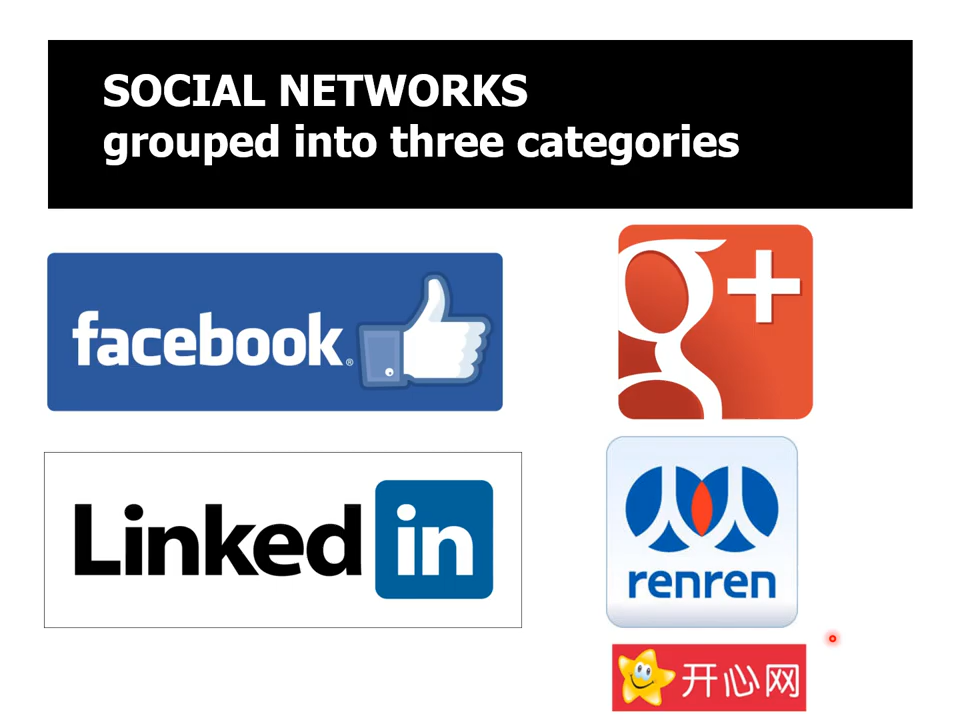 SOCIAL NETWORKS
grouped into three categories
facebook®
g+
Linked in
renren
开心网